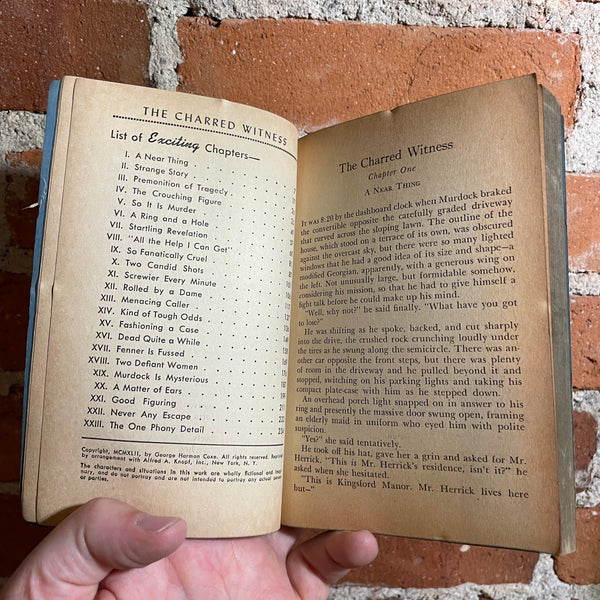 THE CHARRED WITNESS
List of Exciting Chapters—
I. A Near Thing
II. Strange Story
III. Premonition of Tragedy
IV. The Crouching Figure
V. So It Is Murder
VI. A Ring and a Hole
VII. Startling Revelation
VIII. "All the Help I Can Get"
IX. So Fanatically Cruel
X. Two Candid Shots
XI. Screwier Every Minute
XII. Rolled by a Dame
XIII. Menacing Caller
XIV. Kind of Tough Odds
XV. Fashioning a Case
XVI. Dead Quite a While
XVII. Fenner Is Fussed
XVIII. Two Defiant Women
XIX. Murdock Is Mysterious
XX. A Matter of Ears
XXI. Good Figuring
XXII. Never Any Escape
XXIII. The One Phony Detail
Copyright, MCMXLII, by George Harmon Coxe. All rights reserved.
by arrangement with Alfred A. Knopf, Inc., New York, N. Y.
The characters and situations in this work are wholly fictional and
nary, and do not portray and are not intended to portray any actual
or parties.
The Charred Witness
Chapter One
A NEAR THING
It was 8:20 by the dashboard clock when Murdock braked
the convertible opposite the carefully graded driveway
that curved across the sloping lawn. The outline of the
house, which stood on a terrace of its own, was obscured
against the overcast sky, but there were so many lighted
windows that he had a good idea of its size and shape—a
modified Georgian, apparently, with a generous wing on
the left. Not unusually large, but formidable somehow,
considering his mission, so that he had to give himself a
fight talk before he could make up his mind.
"Well, why not?" he said finally. "What have you got
to lose?"
He was shifting as he spoke, backed, and cut sharply
into the drive, the crushed rock crunching loudly under
the tires as he swung along the semicircle. There was an-
other car opposite the front steps, but there was plenty
of room in the driveway and he pulled beyond it and
stopped, switching on his parking lights and taking his
compact plate-case with him as he stepped down.
An overhead porch light snapped on in answer to his
ring and presently the massive door swung open, framing
an elderly maid in uniform who eyed him with polite
suspicion.
"Yes?" she said tentatively.
He took off his hat, gave her a grin and asked for Mr.
Herrick, "This is Mr. Herrick's residence, isn't it?" he
asked when she hesitated.
"This is Kingsford Manor. Mr. Herrick lives here
but—"